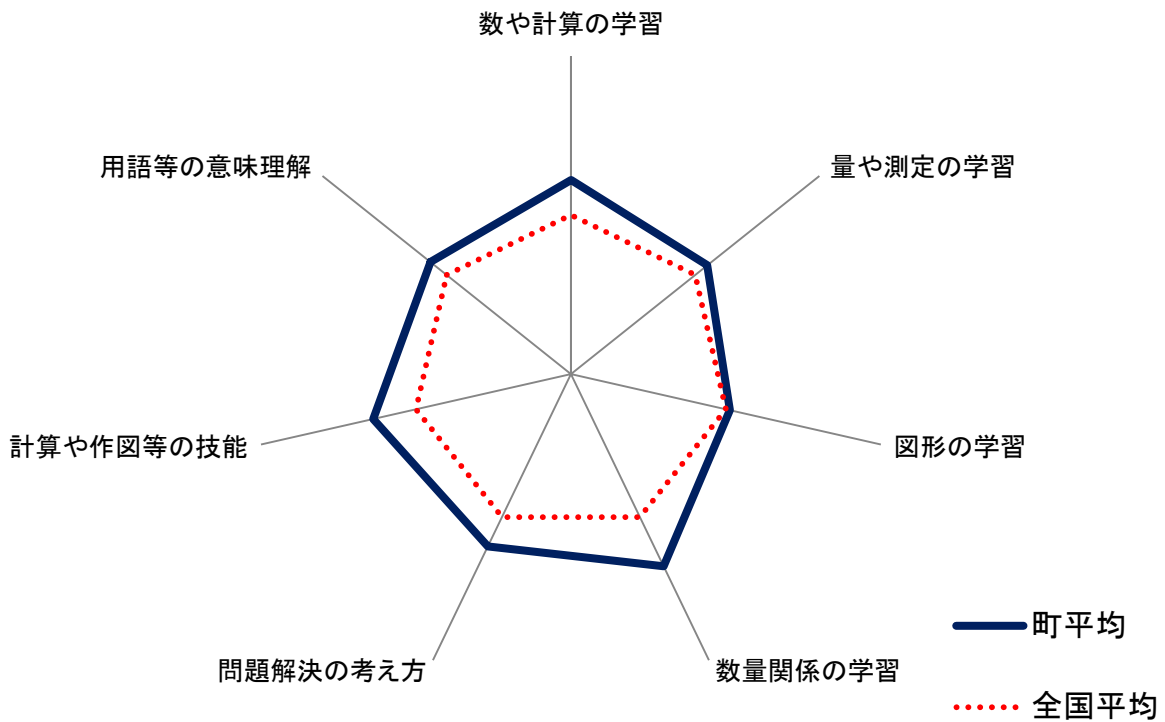 数や計算の学習
量や測定の学習
図形の学習
数量関係の学習
問題解決の考え方
計算や作図等の技能
用語等の意味理解
町平均
全国平均